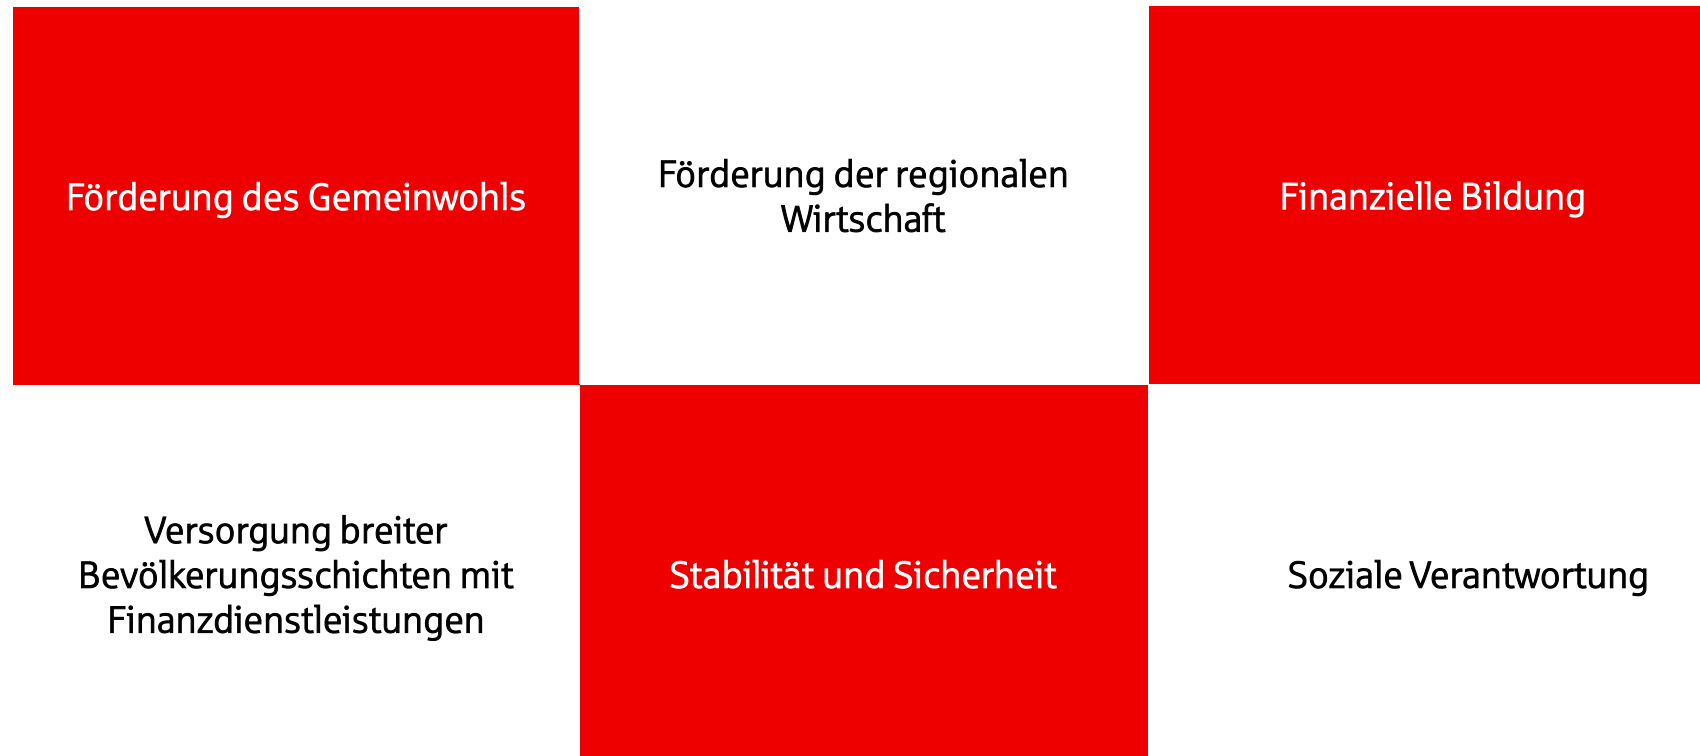 Förderung des Gemeinwohls
Förderung der regionalen
Wirtschaft
Finanzielle Bildung
Versorgung breiter
Bevölkerungsschichten mit
Finanzdienstleistungen
Stabilität und Sicherheit
Soziale Verantwortung